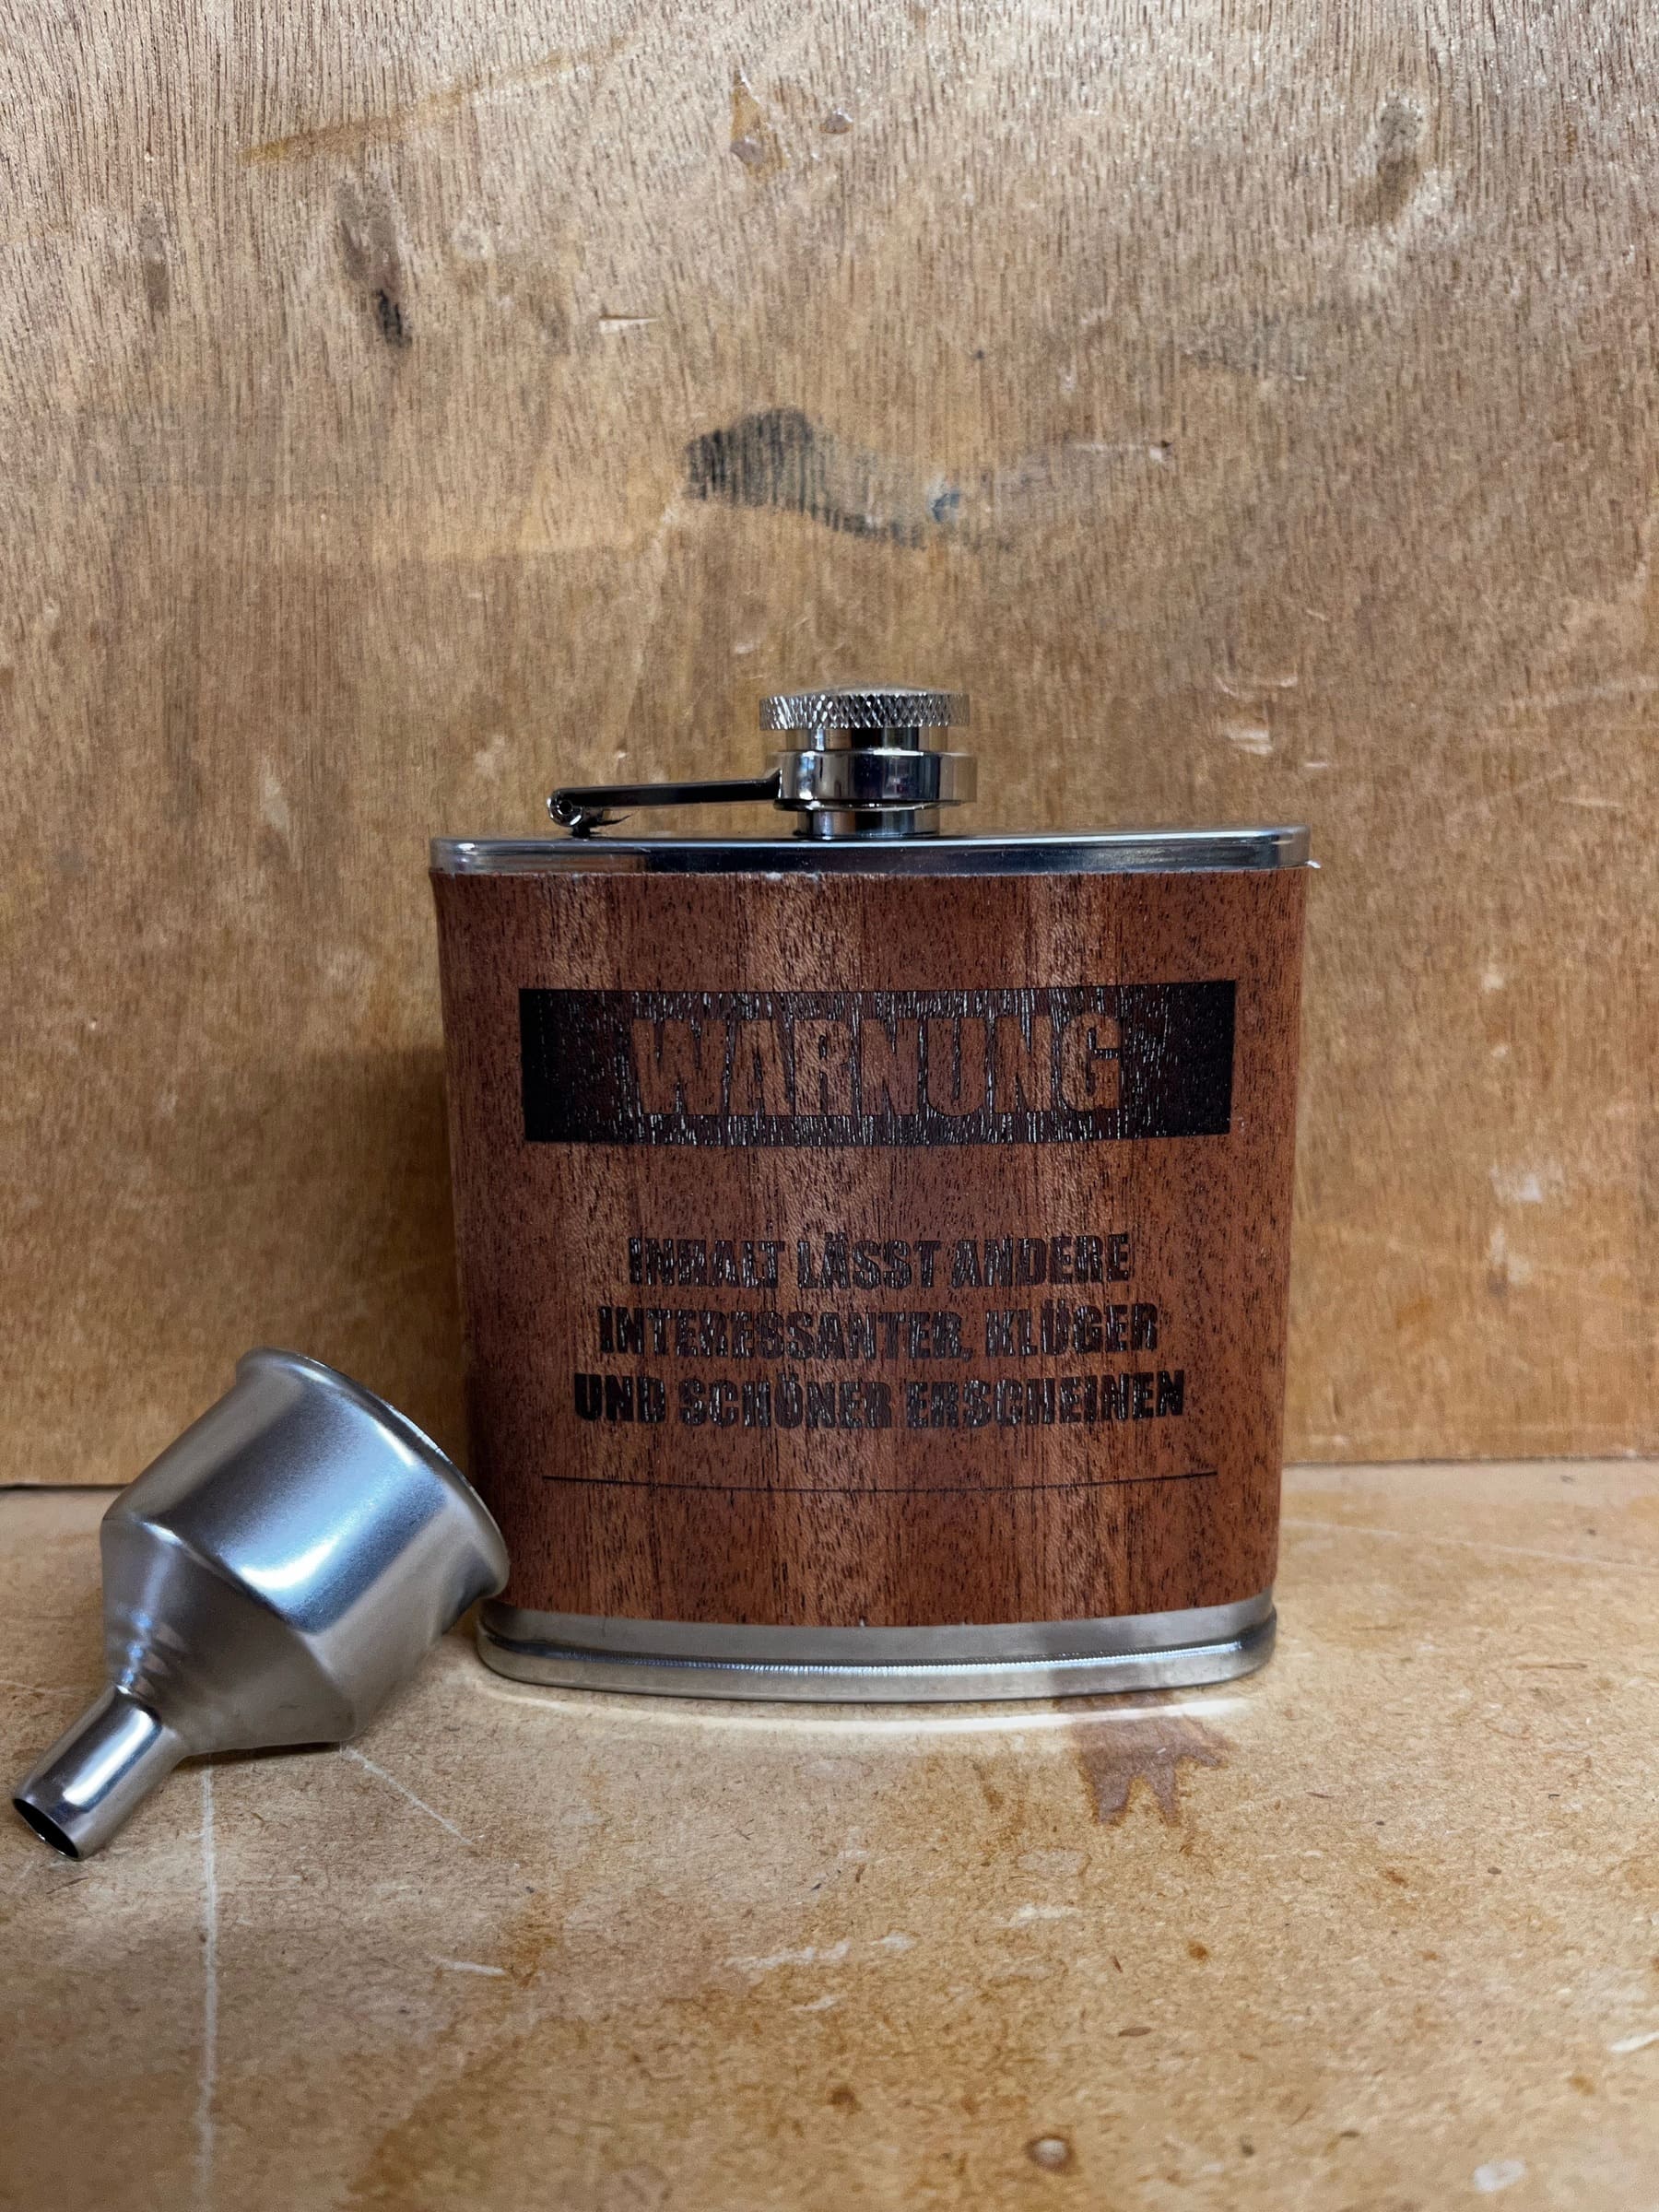 WARNUNG
INHALT LÄSST ANDERE
INTERESSANTER, KLÜGER
UND SCHÖNER ERSCHEINEN